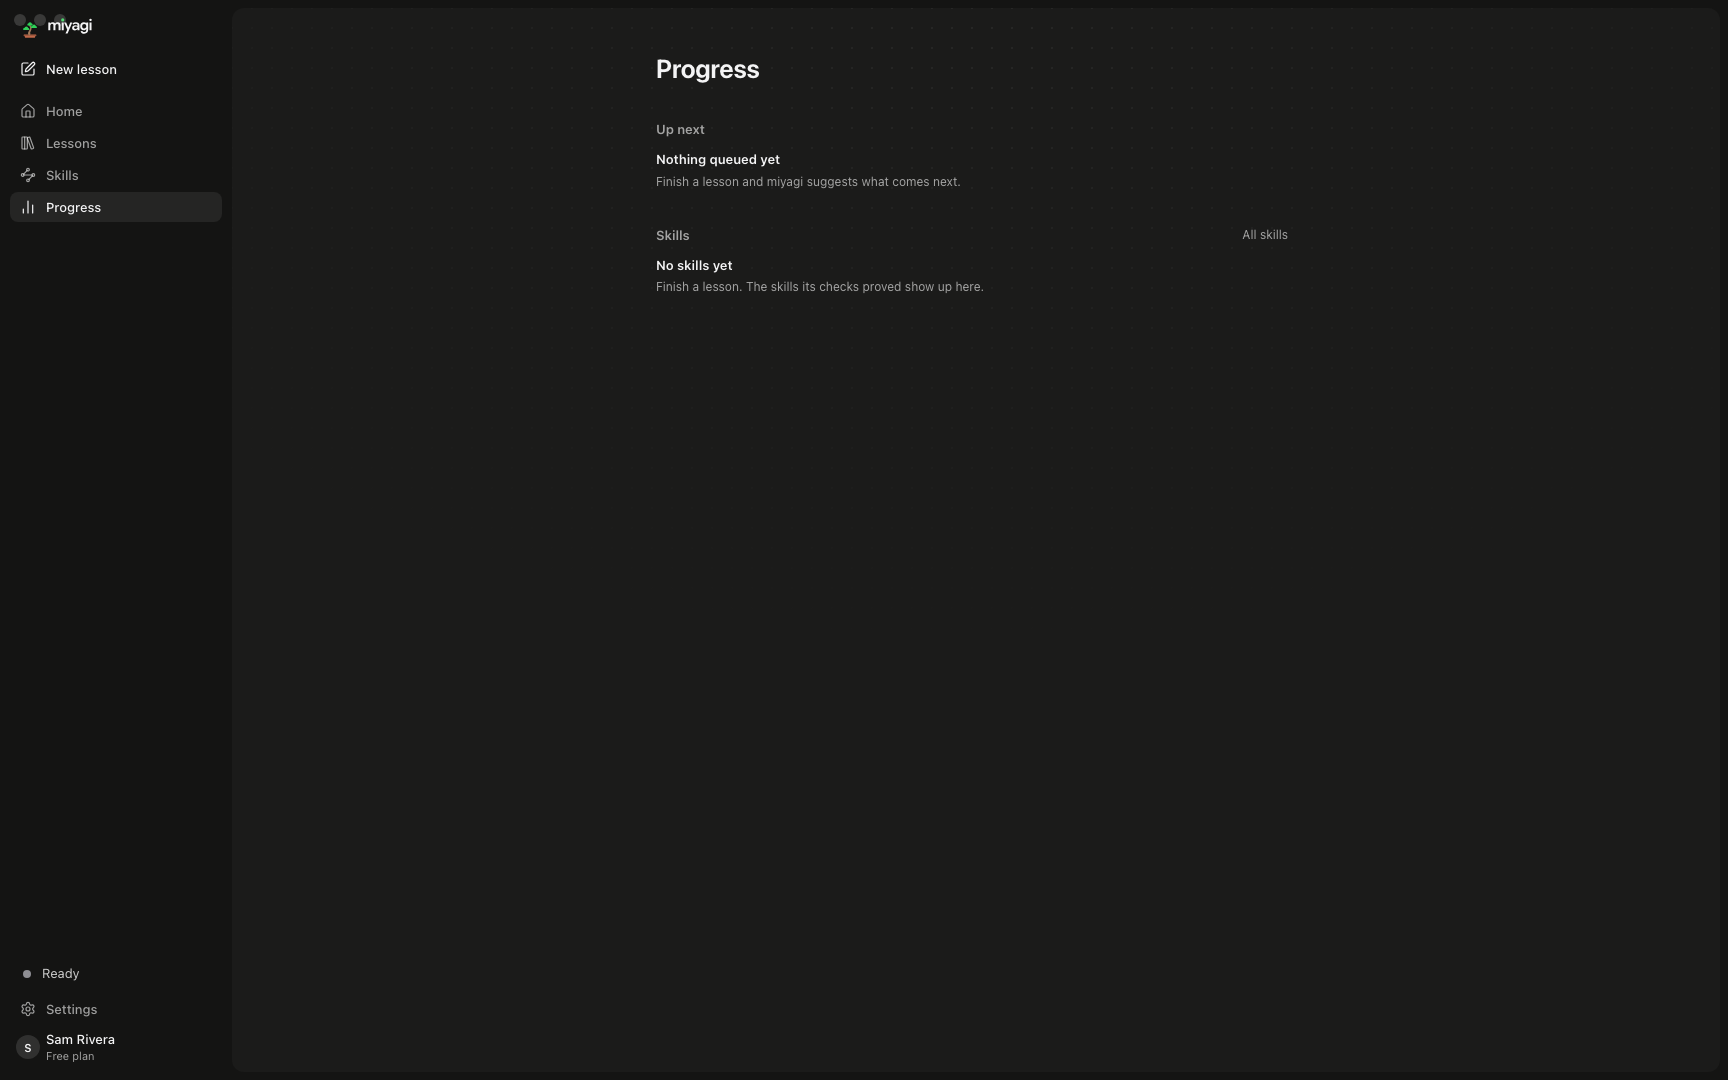 miyagi
New lesson
Home
Lessons
Skills
Progress
Progress
Up next
Nothing queued yet
Finish a lesson and miyagi suggests what comes next.
Skills
All skills
No skills yet
Finish a lesson. The skills its checks proved show up here.
Ready
Settings
S
Sam Rivera
Free plan